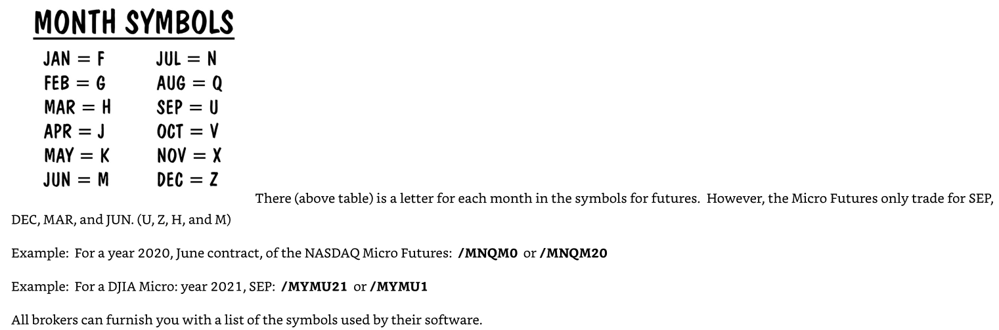 MONTH SYMBOLS
JAN = F JUL = N
FEB = G AUG = Q
MAR = H SEP = U
APR = J OCT = V
MAY = K NOV = X
JUN = M DEC = Z
There (above table) is a letter for each month in the symbols for futures. However, the Micro Futures only trade for SEP,
DEC, MAR, and JUN. (U, Z, H, and M)
Example: For a year 2020, June contract, of the NASDAQ Micro Futures: /MNQM0 or /MNQM20
Example: For a DJIA Micro: year 2021, SEP: /MYMU21 or /MYMU1
All brokers can furnish you with a list of the symbols used by their software.